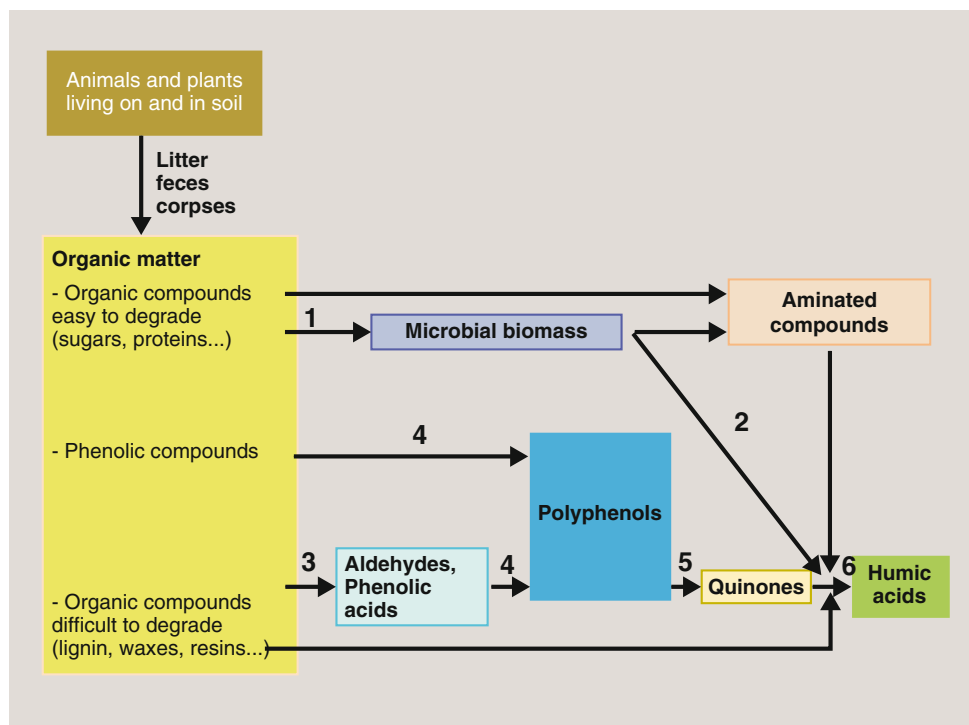 Animals and plants
living on and in soil
Litter
feces
corpses
Organic matter
- Organic compounds
easy to degrade
(sugars, proteins...)
1
Microbial biomass
Aminated
compounds
2
- Phenolic compounds
4
Polyphenols
3
Aldehydes,
Phenolic
acids
4
5
Quinones
6
Humic
acids
- Organic compounds
difficult to degrade
(lignin, waxes, resins...)